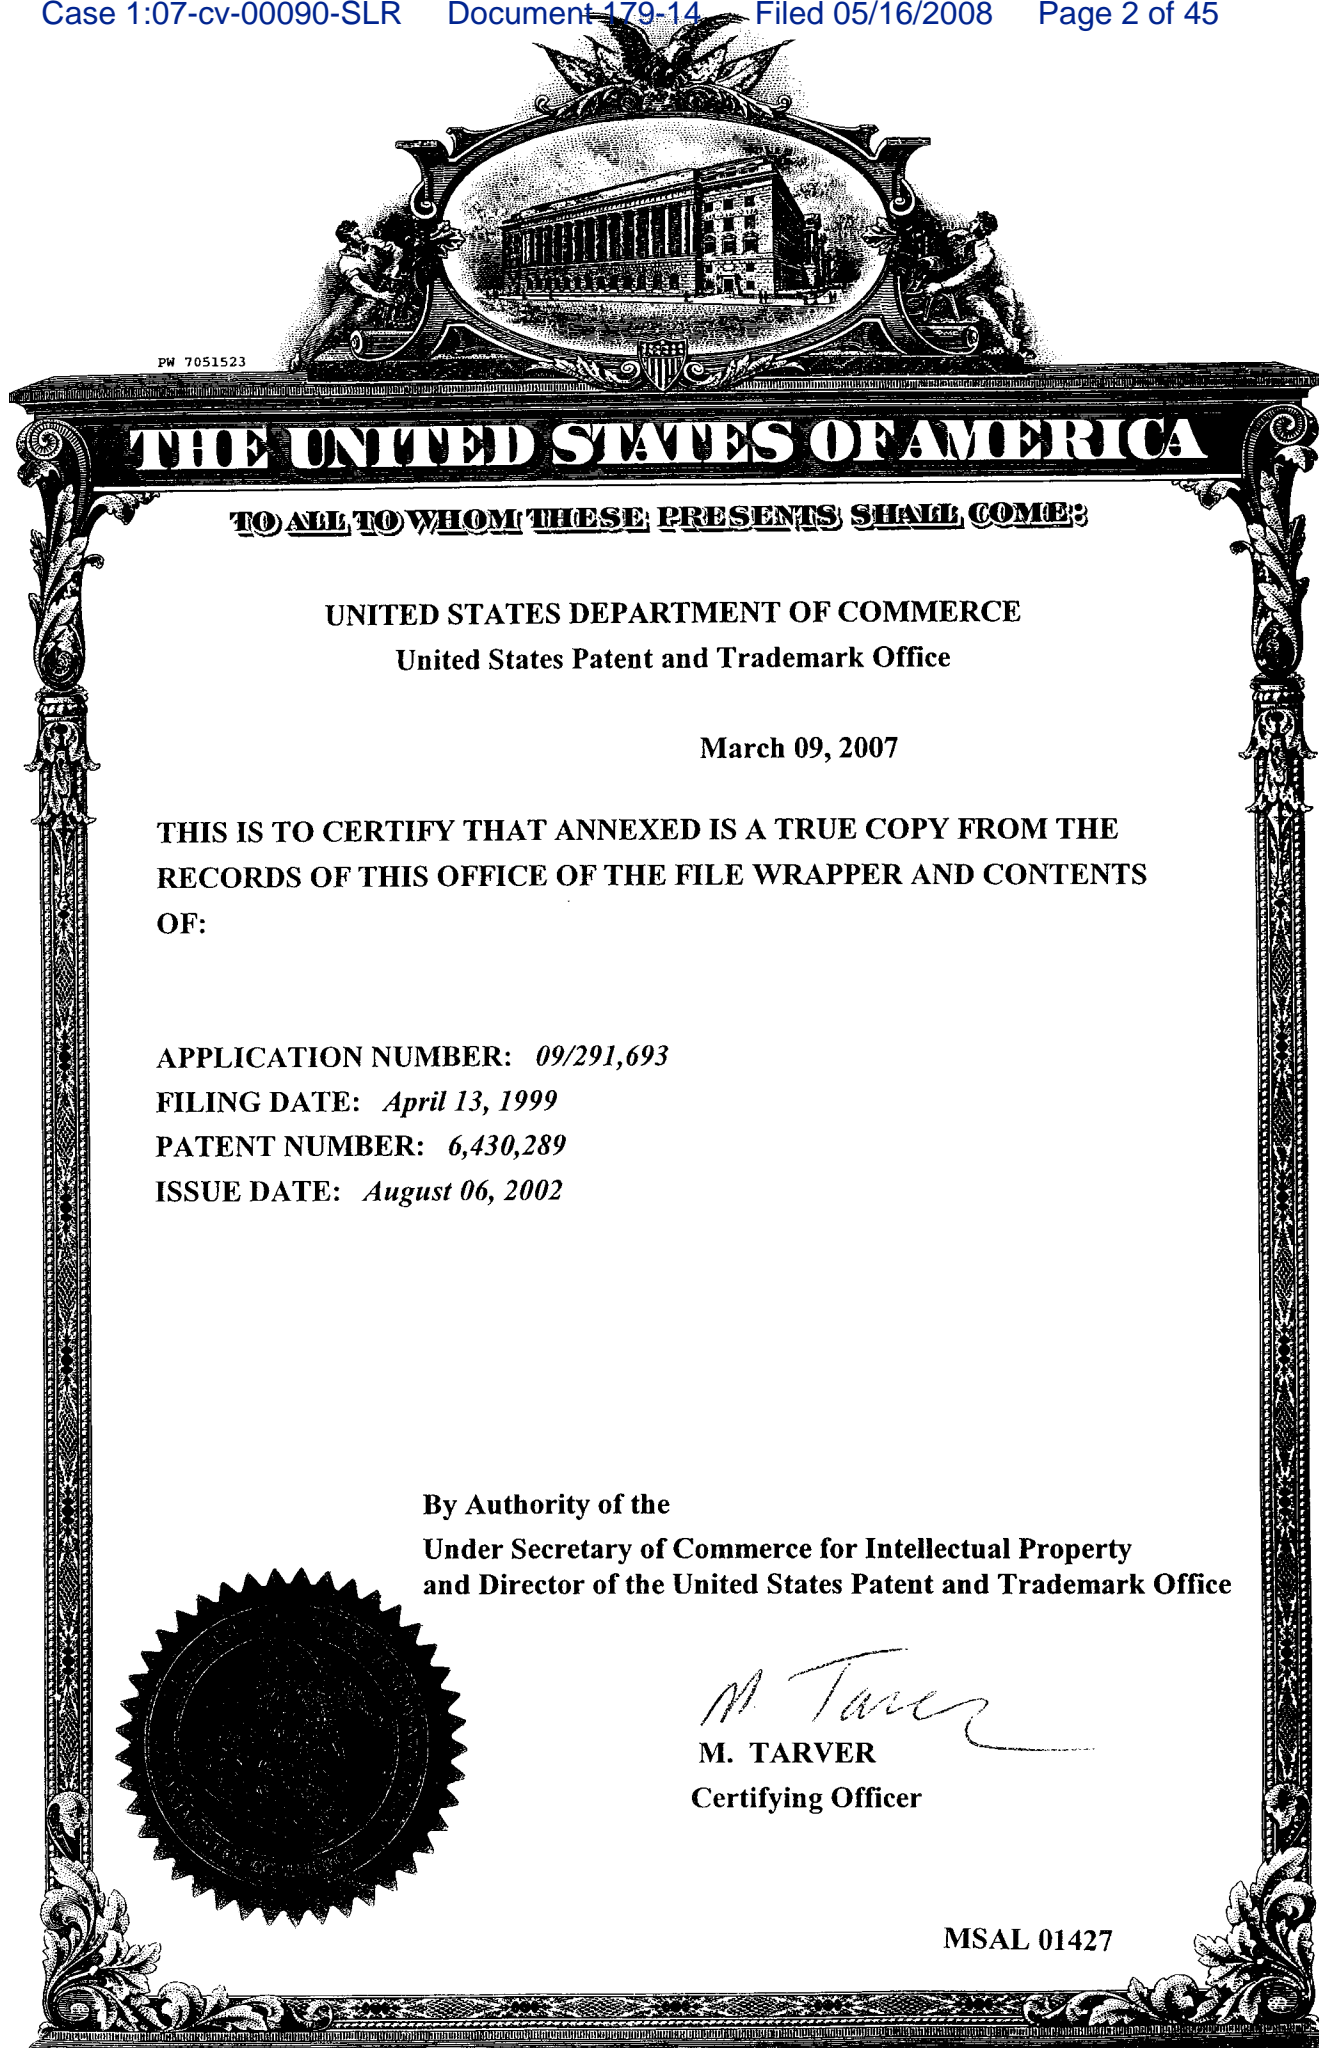 Case 1:07-cv-00090-SLR Document 179-14 Filed 05/16/2008 Page 2 of 45
PW 7051523
THE UNITED STATES OF AMERICA
TO ALL TO WHOM THESE PRESENTS SHALL COME:
UNITED STATES DEPARTMENT OF COMMERCE
United States Patent and Trademark Office
March 09, 2007
THIS IS TO CERTIFY THAT ANNEXED IS A TRUE COPY FROM THE
RECORDS OF THIS OFFICE OF THE FILE WRAPPER AND CONTENTS
OF:
APPLICATION NUMBER: 09/291,693
FILING DATE: April 13, 1999
PATENT NUMBER: 6,430,289
ISSUE DATE: August 06, 2002
By Authority of the
Under Secretary of Commerce for Intellectual Property
and Director of the United States Patent and Trademark Office
M. Tarver
M. TARVER
Certifying Officer
MSAL 01427